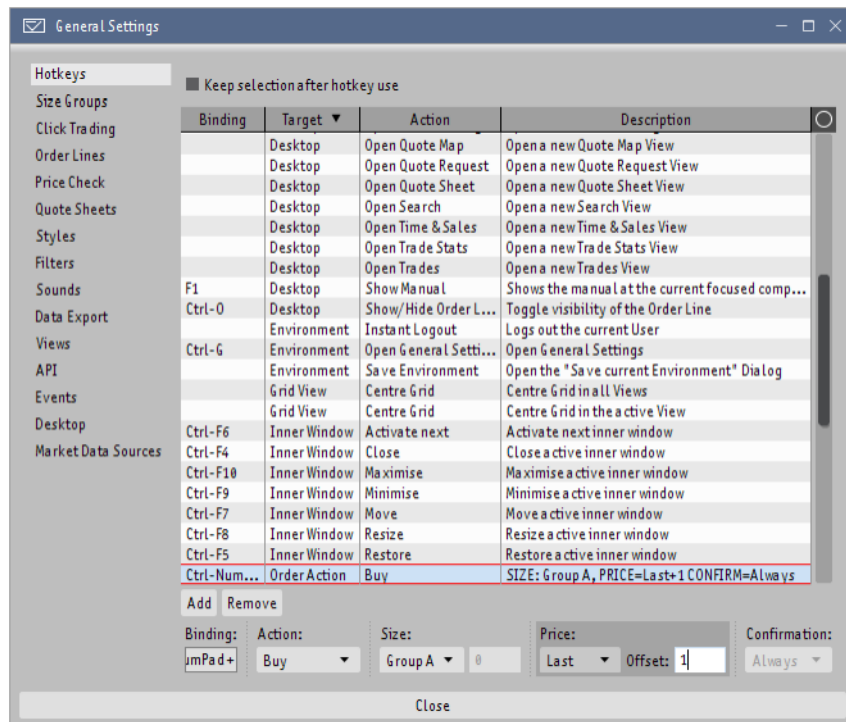 General Settings
Hotkeys
Size Groups
Click Trading
Order Lines
Price Check
Quote Sheets
Styles
Filters
Sounds
Data Export
Views
API
Events
Desktop
Market Data Sources
Keep selection after hotkey use
Binding Target ▼ Action Description
Desktop Open Quote Map Open a new Quote Map View
Desktop Open Quote Request Open a new Quote Request View
Desktop Open Quote Sheet Open a new Quote Sheet View
Desktop Open Search Open a new Search View
Desktop Open Time & Sales Open a new Time & Sales View
Desktop Open Trade Stats Open a new Trade Stats View
Desktop Open Trades Open a new Trades View
F1 Desktop Show Manual Shows the manual at the current focused comp...
Ctrl-O Desktop Show/Hide Order L... Toggle visibility of the Order Line
Environment Instant Logout Logs out the current User
Ctrl-G Environment Open General Setti... Open General Settings
Environment Save Environment Open the "Save current Environment" Dialog
Grid View Centre Grid Centre Grid in all Views
Grid View Centre Grid Centre Grid in the active View
Ctrl-F6 Inner Window Activate next Activate next inner window
Ctrl-F4 Inner Window Close Close active inner window
Ctrl-F10 Inner Window Maximise Maximise active inner window
Ctrl-F9 Inner Window Minimise Minimise active inner window
Ctrl-F7 Inner Window Move Move active inner window
Ctrl-F8 Inner Window Resize Resize active inner window
Ctrl-F5 Inner Window Restore Restore active inner window
Ctrl-Num... Order Action Buy SIZE: Group A, PRICE=Last+1 CONFIRM=Always
Add Remove
Binding: Action: Size: Price: Confirmation:
umPad+ Buy Group A 0 Last Offset: 1 Always
Close